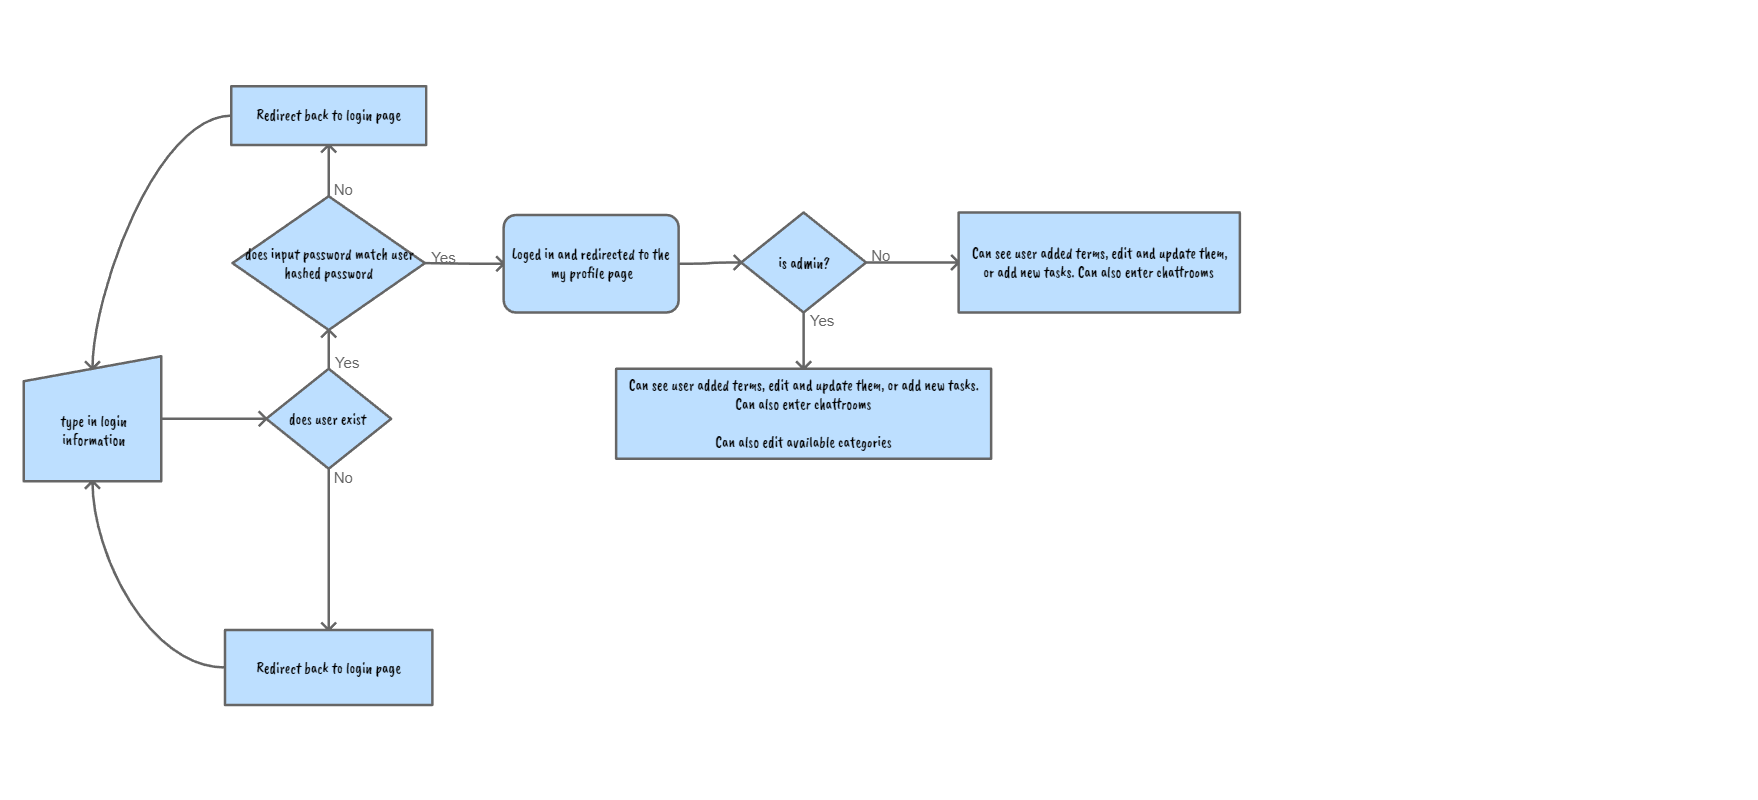 Redirect back to login page
No
does input password match user
hashed password
Yes
Loged in and redirected to the
my profile page
is admin?
No
Can see user added terms, edit and update them,
or add new tasks. Can also enter chattrooms
Yes
Can see user added terms, edit and update them, or add new tasks.
Can also enter chattrooms
Can also edit available categories
Yes
type in login
information
does user exist
No
Redirect back to login page